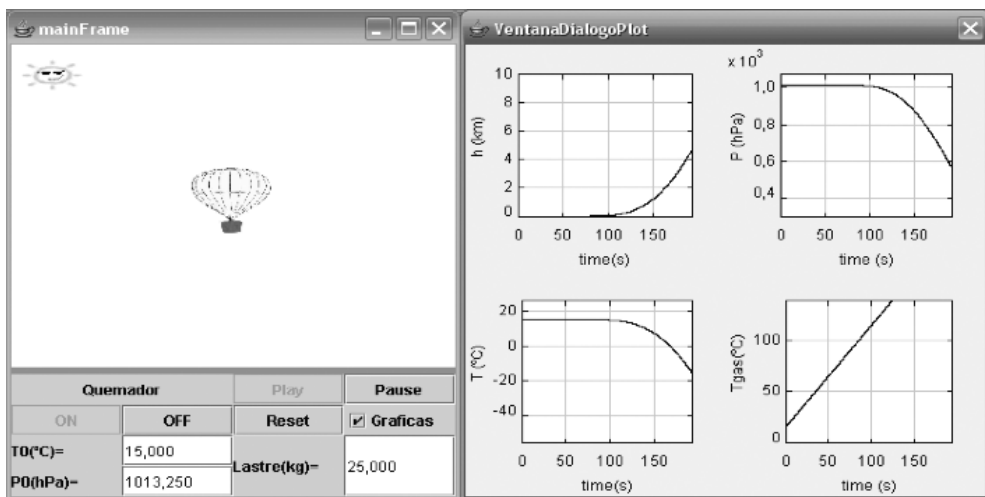 mainFrame
Quemador Play Pause
ON OFF Reset Graficas
T0(ºC)= 15,000
Lastre(kg)= 25,000
P0(hPa)= 1013,250
VentanaDialogoPlot
10
8
6
4
2
0
h (km)
0 50 100 150
time(s)
x 10³
1,0
0,8
0,6
0,4
P (hPa)
0 50 100 150
time (s)
20
0
-20
-40
T (ºC)
0 50 100 150
time(s)
100
50
0
Tgas(ºC)
0 50 100 150
time (s)